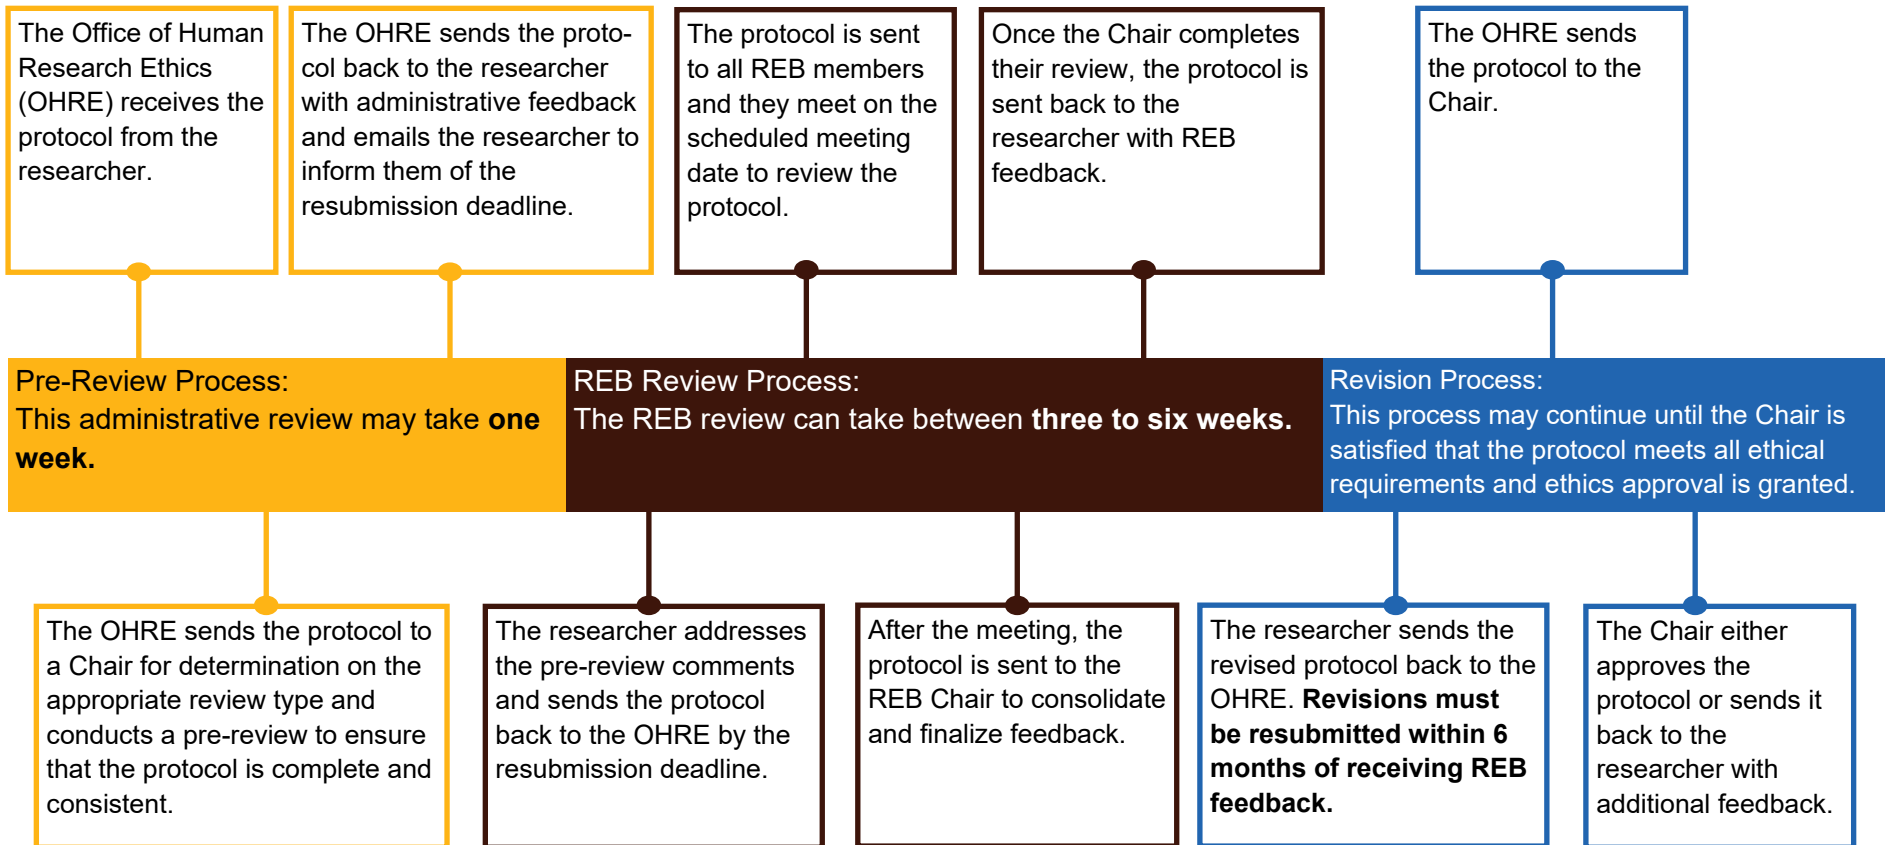 The Office of Human
Research Ethics
(OHRE) receives the
protocol from the
researcher.
The OHRE sends the proto-
col back to the researcher
with administrative feedback
and emails the researcher to
inform them of the
resubmission deadline.
The protocol is sent
to all REB members
and they meet on the
scheduled meeting
date to review the
protocol.
Once the Chair completes
their review, the protocol is
sent back to the
researcher with REB
feedback.
The OHRE sends
the protocol to the
Chair.
Pre-Review Process:
This administrative review may take one
week.
REB Review Process:
The REB review can take between three to six weeks.
Revision Process:
This process may continue until the Chair is
satisfied that the protocol meets all ethical
requirements and ethics approval is granted.
The OHRE sends the protocol to
a Chair for determination on the
appropriate review type and
conducts a pre-review to ensure
that the protocol is complete and
consistent.
The researcher addresses
the pre-review comments
and sends the protocol
back to the OHRE by the
resubmission deadline.
After the meeting, the
protocol is sent to the
REB Chair to consolidate
and finalize feedback.
The researcher sends the
revised protocol back to the
OHRE. Revisions must
be resubmitted within 6
months of receiving REB
feedback.
The Chair either
approves the
protocol or sends it
back to the
researcher with
additional feedback.